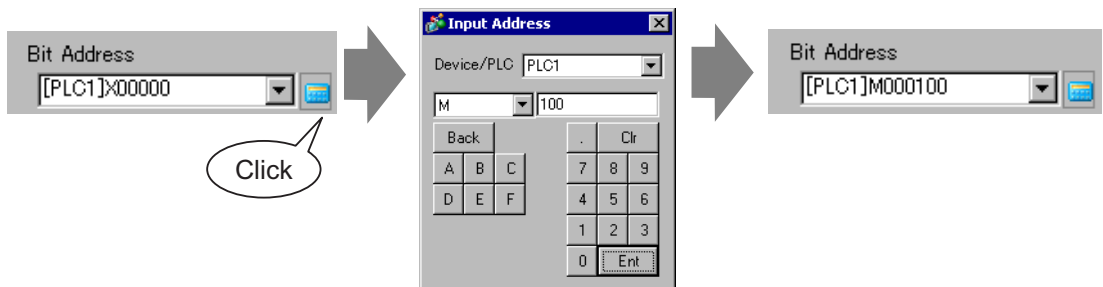 Bit Address
[PLC1]X00000
Click
Input Address
Device/PLC PLC1
M 100
Back . Clr
A B C 7 8 9
D E F 4 5 6
1 2 3
0 Ent
Bit Address
[PLC1]M000100